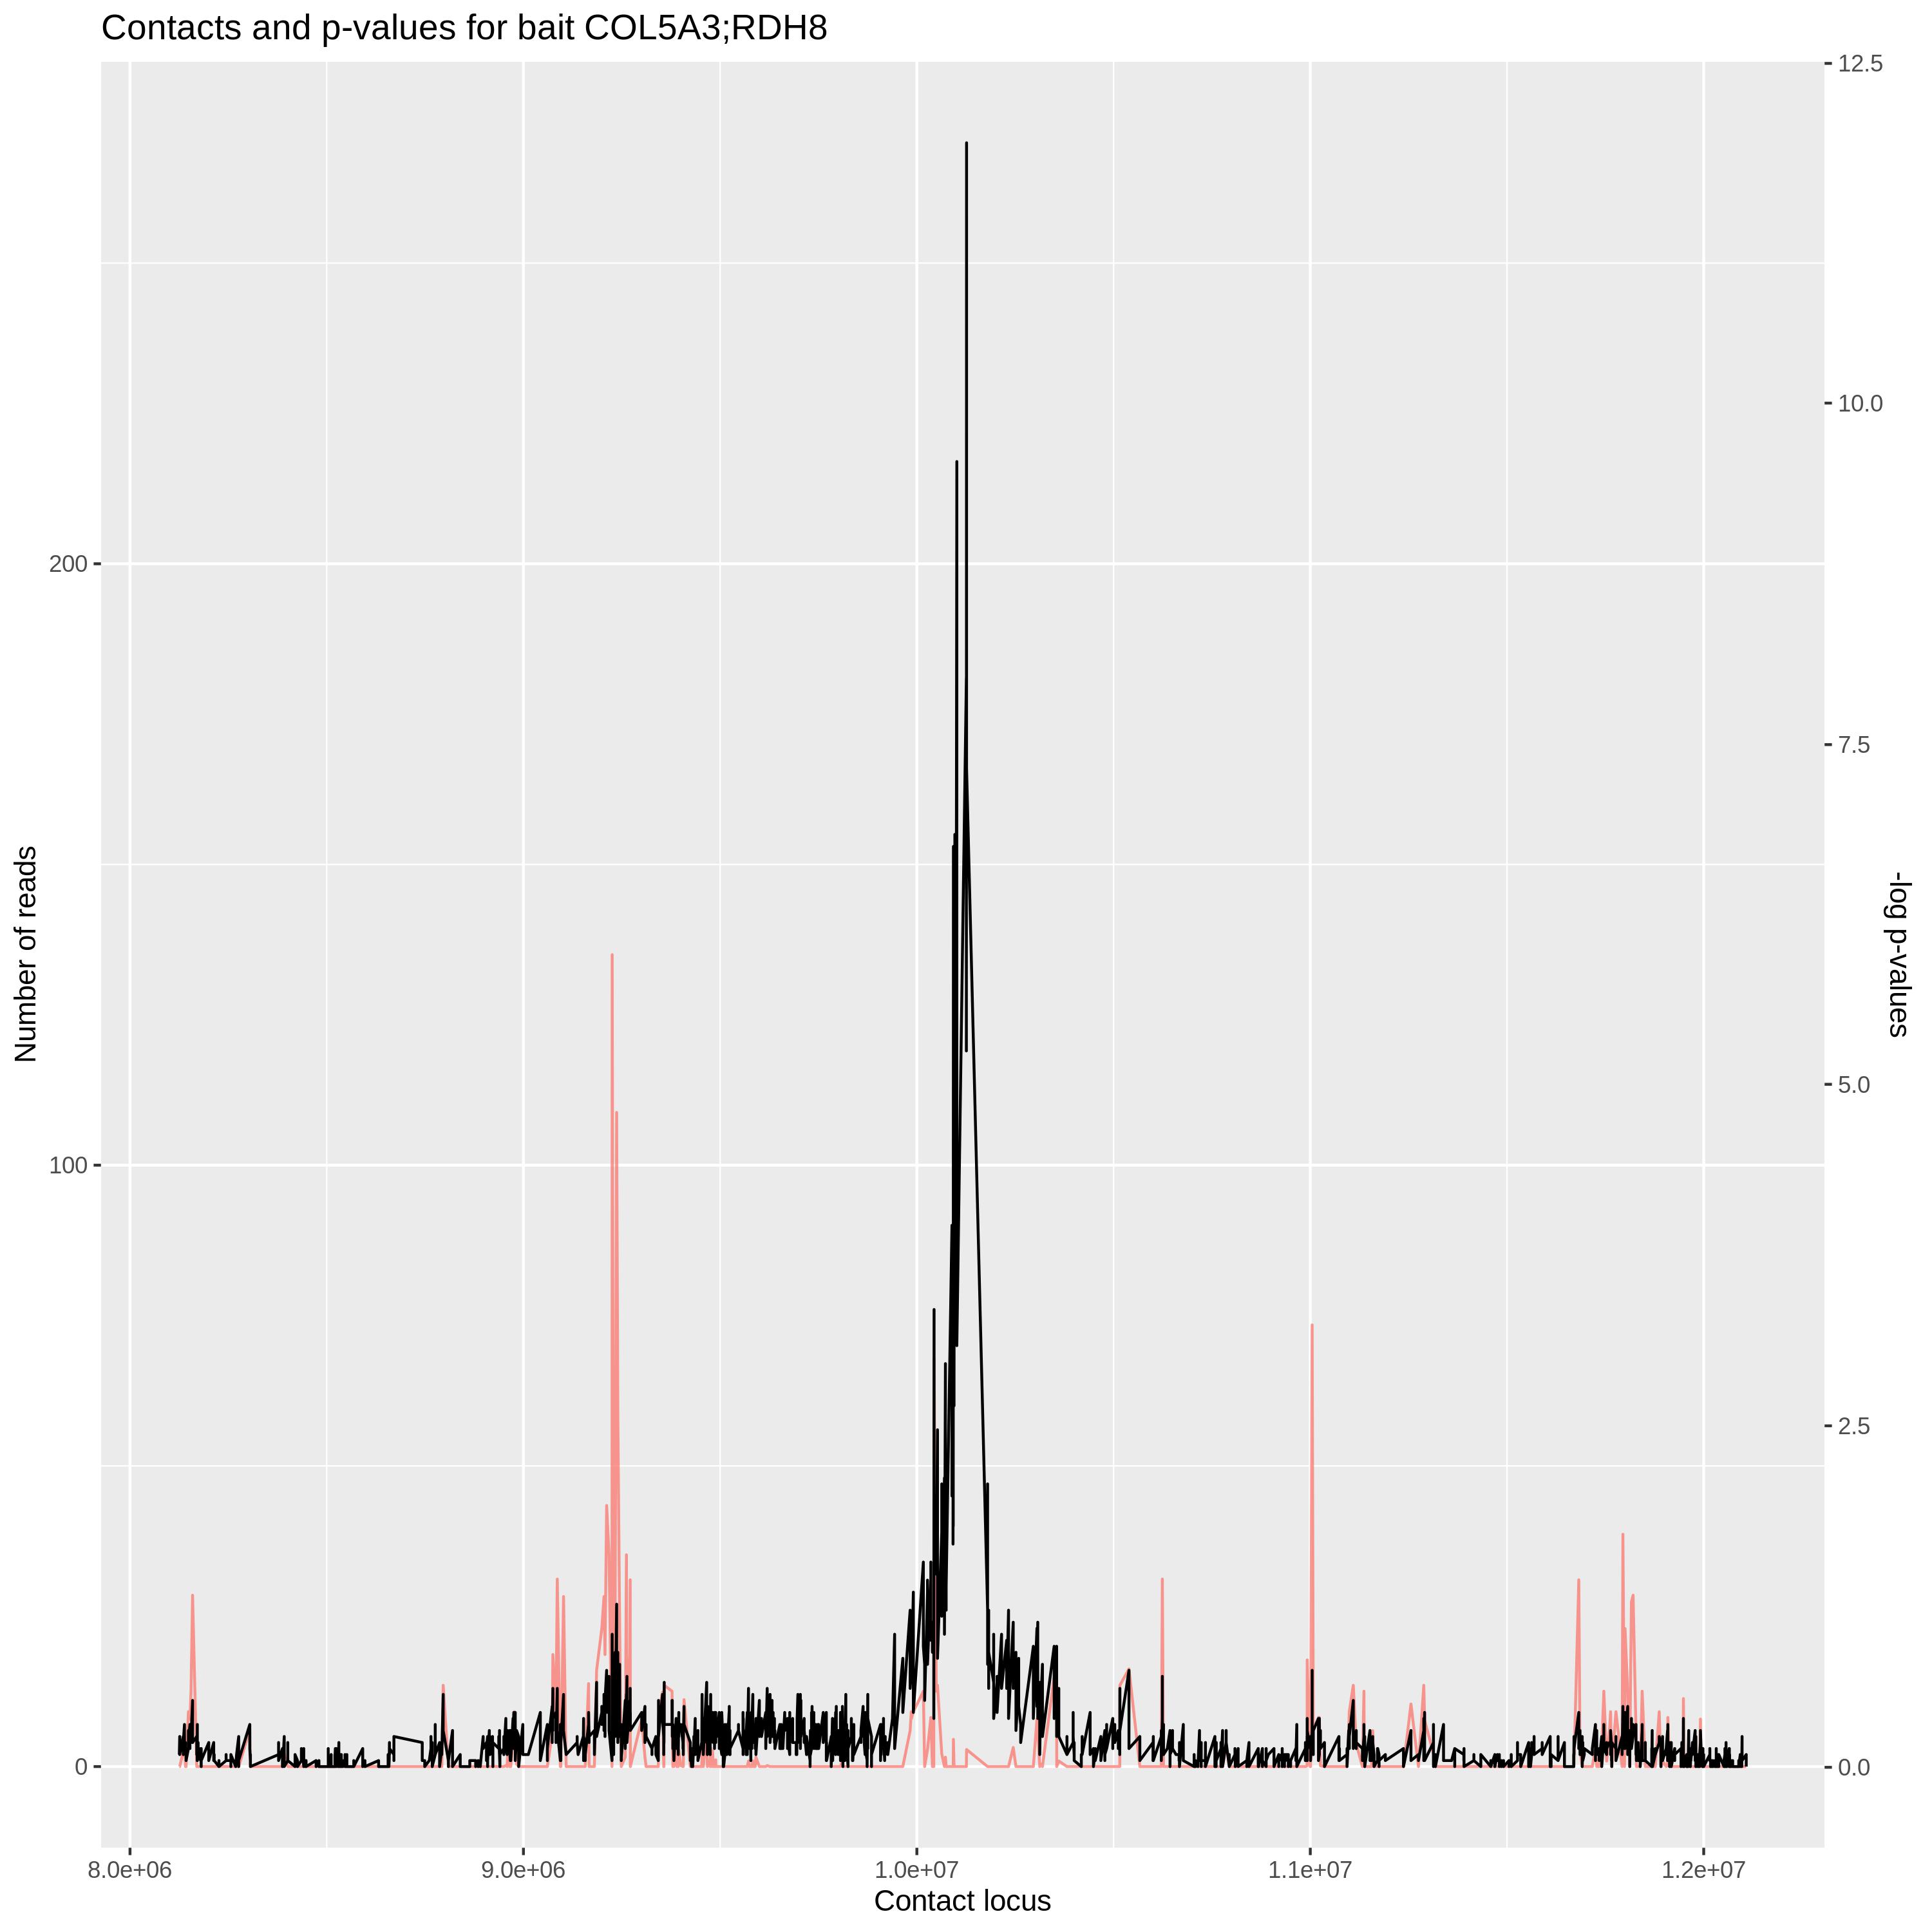 Contacts and p-values for bait COL5A3;RDH8
12.5
10.0
200
7.5
Number of reads
-log p-values
5.0
100
2.5
0
0.0
8.0e+06
9.0e+06
1.0e+07
1.1e+07
1.2e+07
Contact locus